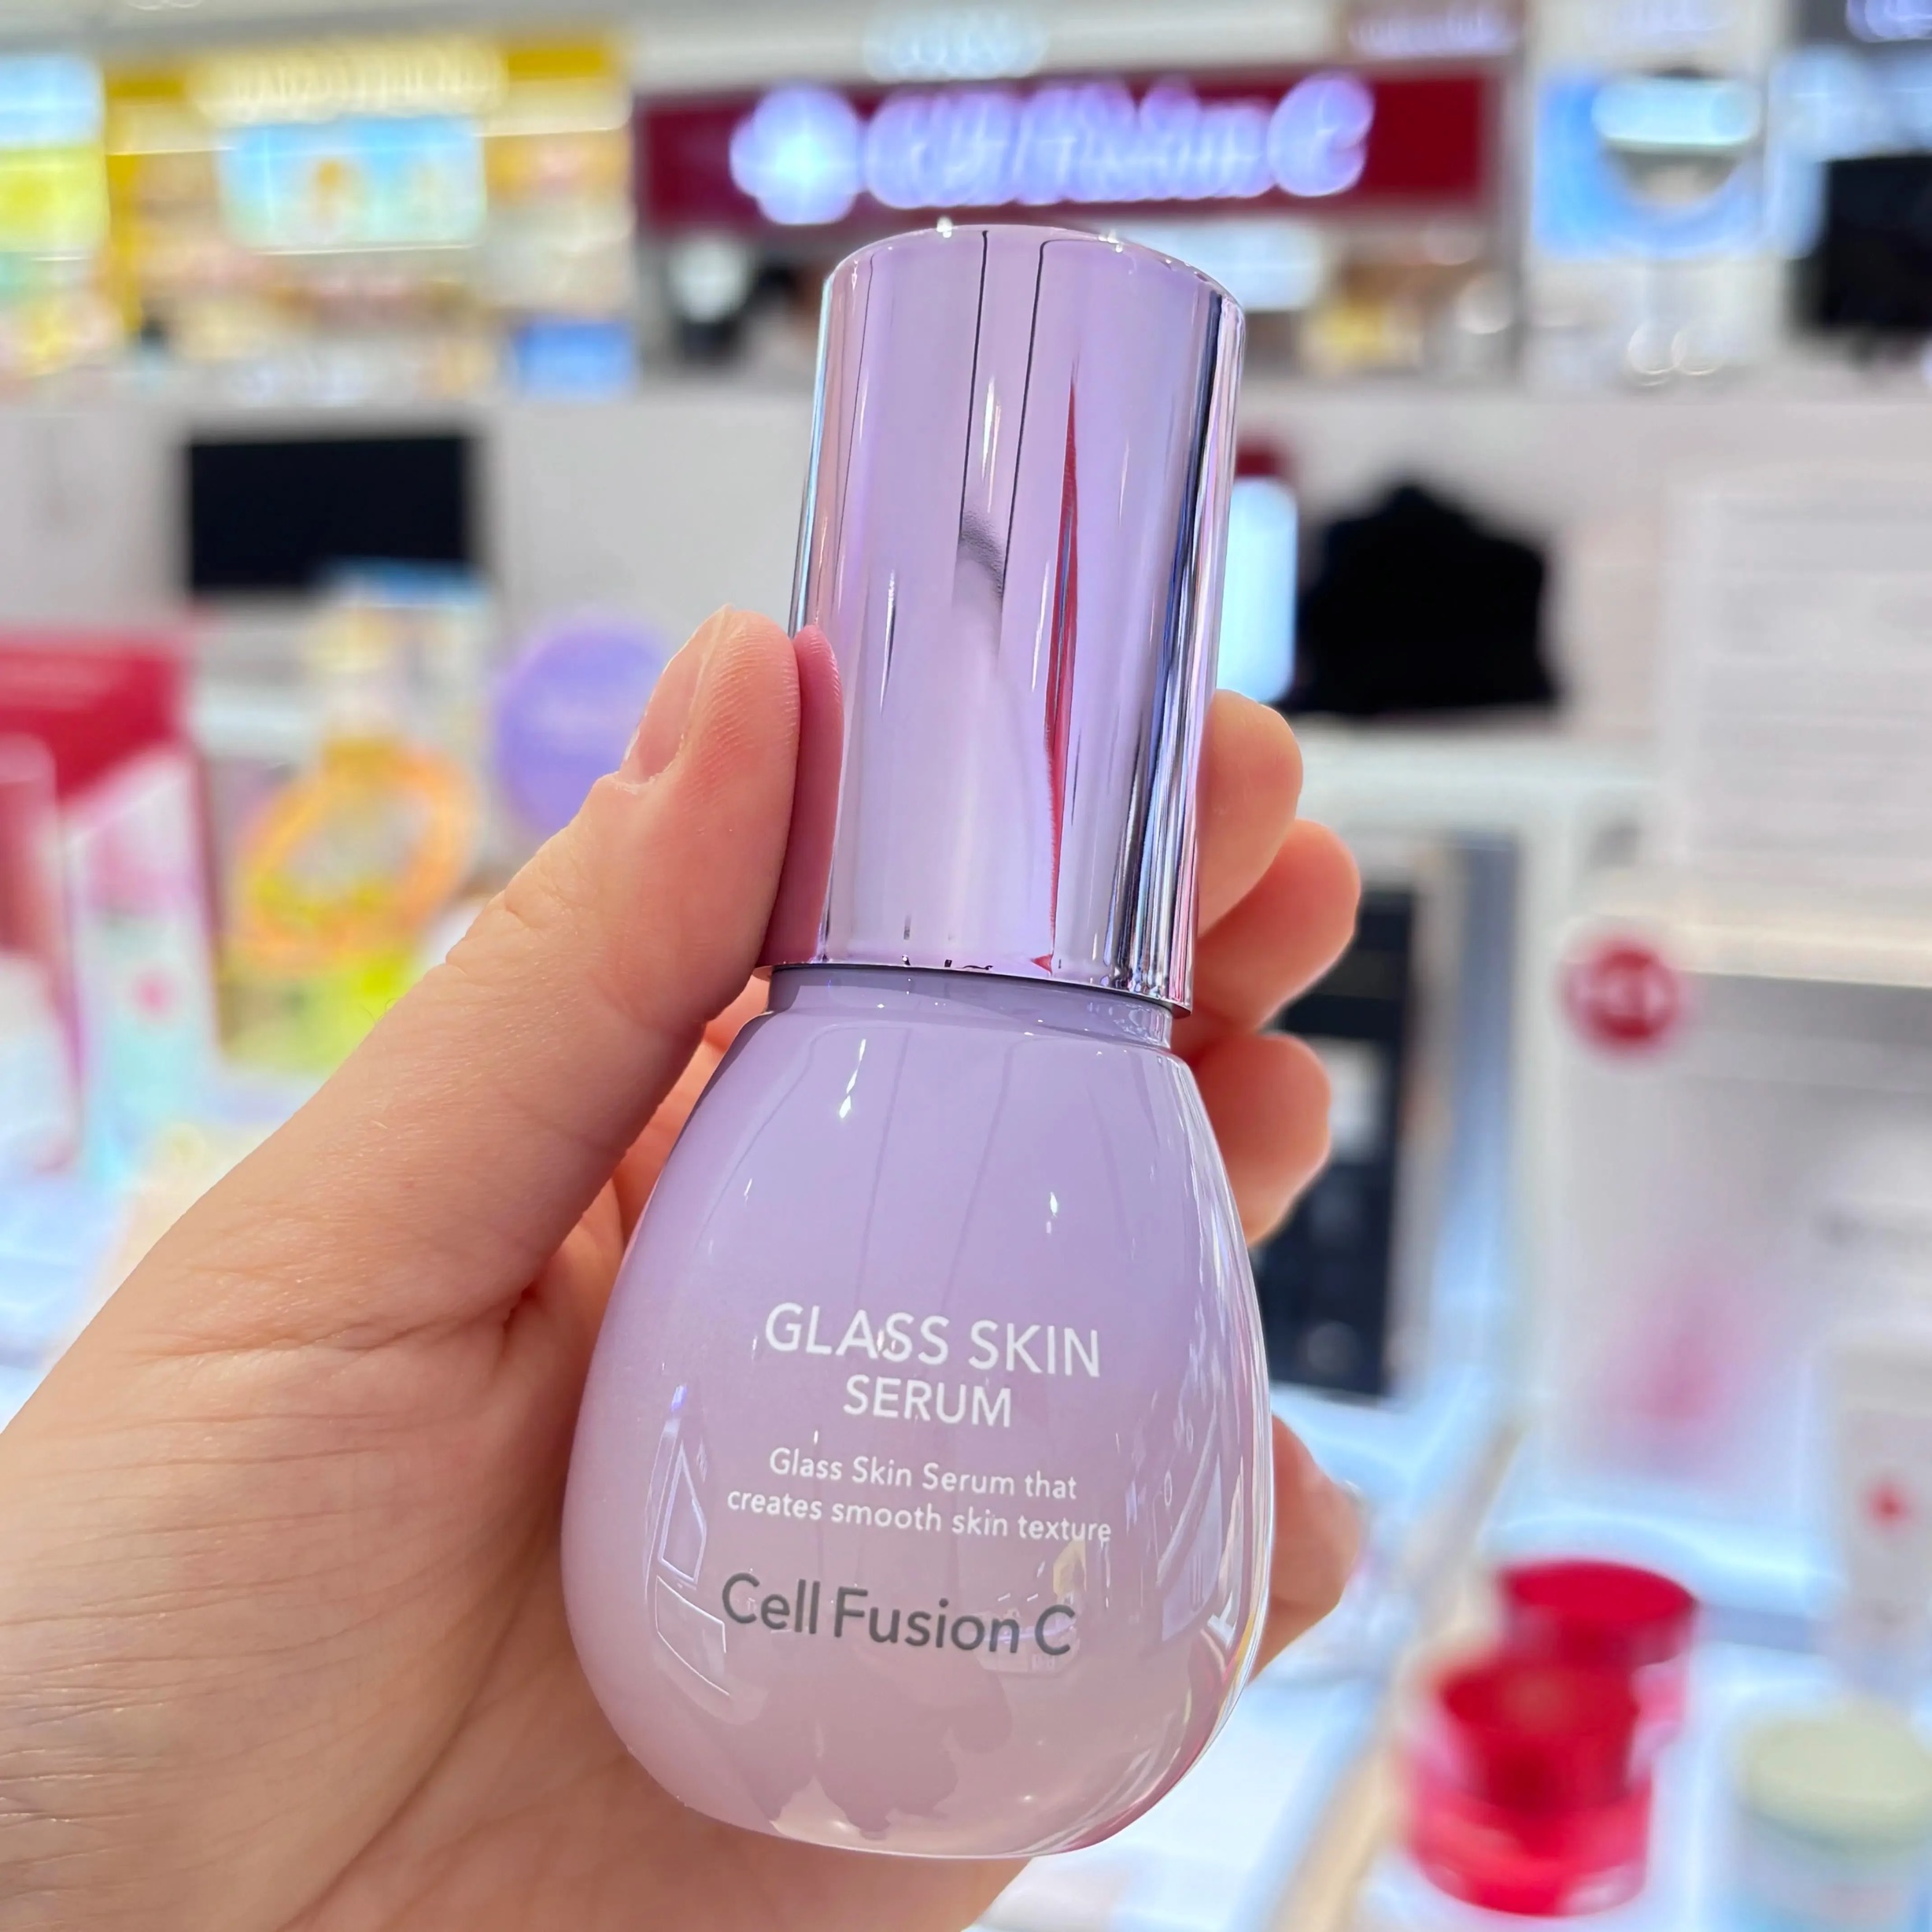 GLASS SKIN
SERUM
Glass Skin Serum that
creates smooth skin texture
Cell Fusion C